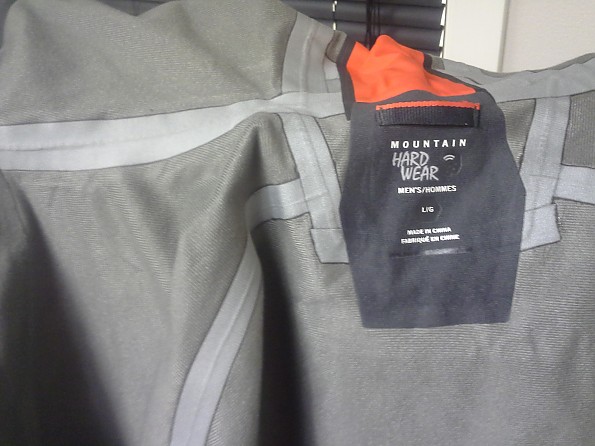 MOUNTAIN
HARD
WEAR
MEN'S/HOMMES
L/G
MADE IN CHINA
FABRIQUÉ EN CHINE